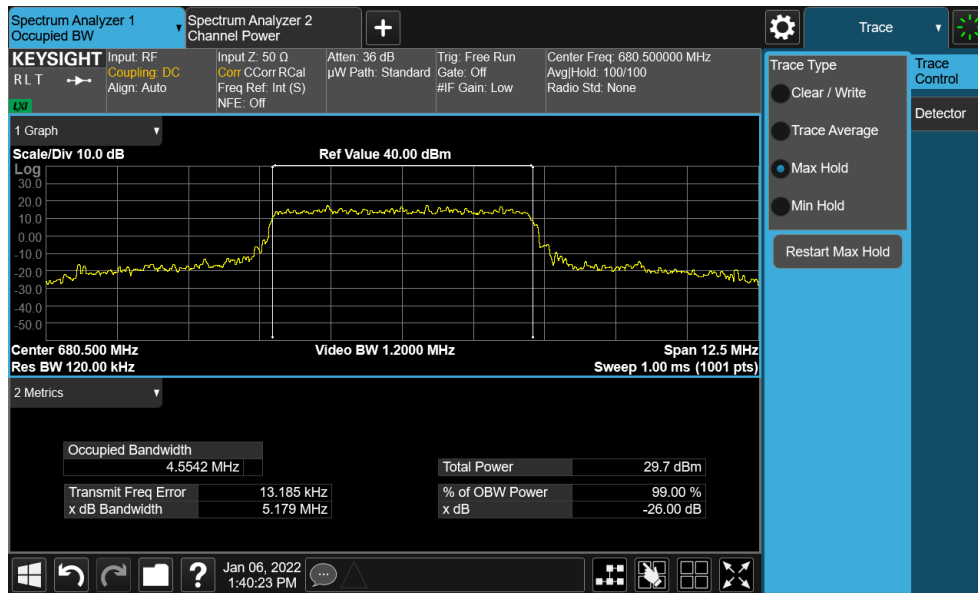 Spectrum Analyzer 1
Occupied BW
Spectrum Analyzer 2
Channel Power
Trace
KEYSIGHT
R L T
LXI
Input: RF
Coupling: DC
Align: Auto
Input Z: 50 Ω
Corr CCorr RCal
Freq Ref: Int (S)
NFE: Off
Atten: 36 dB
µW Path: Standard
Trig: Free Run
Gate: Off
#IF Gain: Low
Center Freq: 680.500000 MHz
Avg|Hold: 100/100
Radio Std: None
Trace Type
Clear / Write
Trace Average
Max Hold
Min Hold
Restart Max Hold
Trace
Control
Detector
1 Graph
Scale/Div 10.0 dB
Ref Value 40.00 dBm
Log
30.0
20.0
10.0
0.00
-10.0
-20.0
-30.0
-40.0
-50.0
Center 680.500 MHz
Video BW 1.2000 MHz
Span 12.5 MHz
Res BW 120.00 kHz
Sweep 1.00 ms (1001 pts)
2 Metrics
Occupied Bandwidth
4.5542 MHz
Total Power 29.7 dBm
Transmit Freq Error 13.185 kHz
% of OBW Power 99.00 %
x dB Bandwidth 5.179 MHz
x dB -26.00 dB
?
Jan 06, 2022
1:40:23 PM